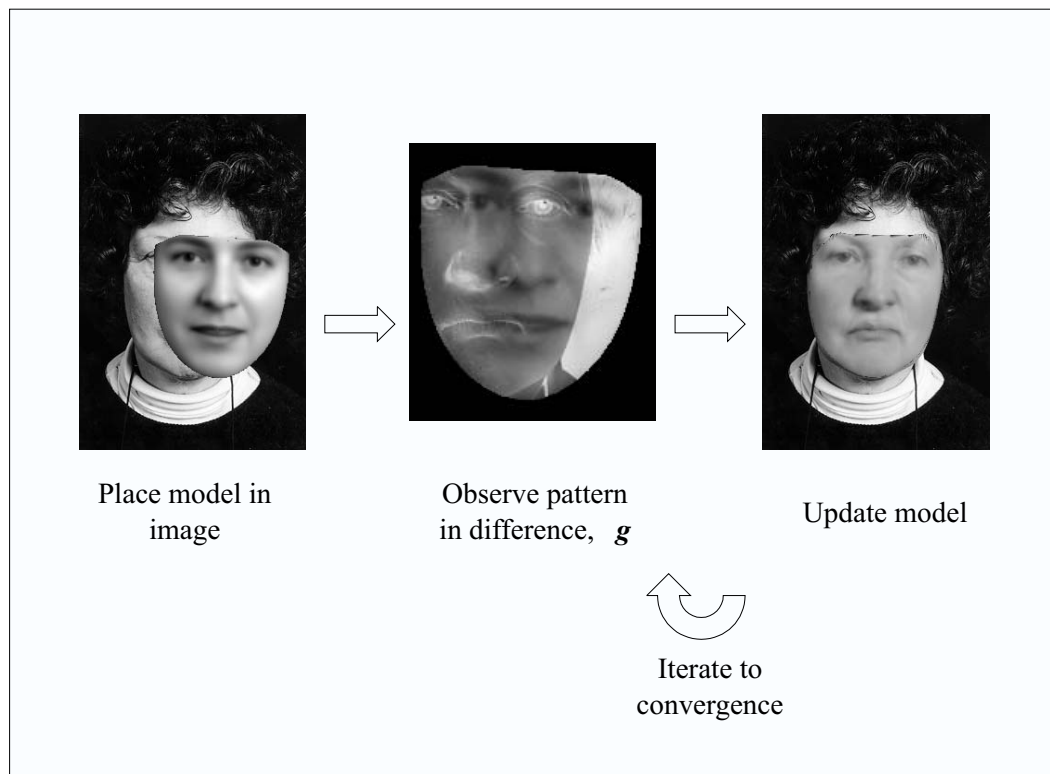 Place model in
image
Observe pattern
in difference, g
Update model
Iterate to
convergence